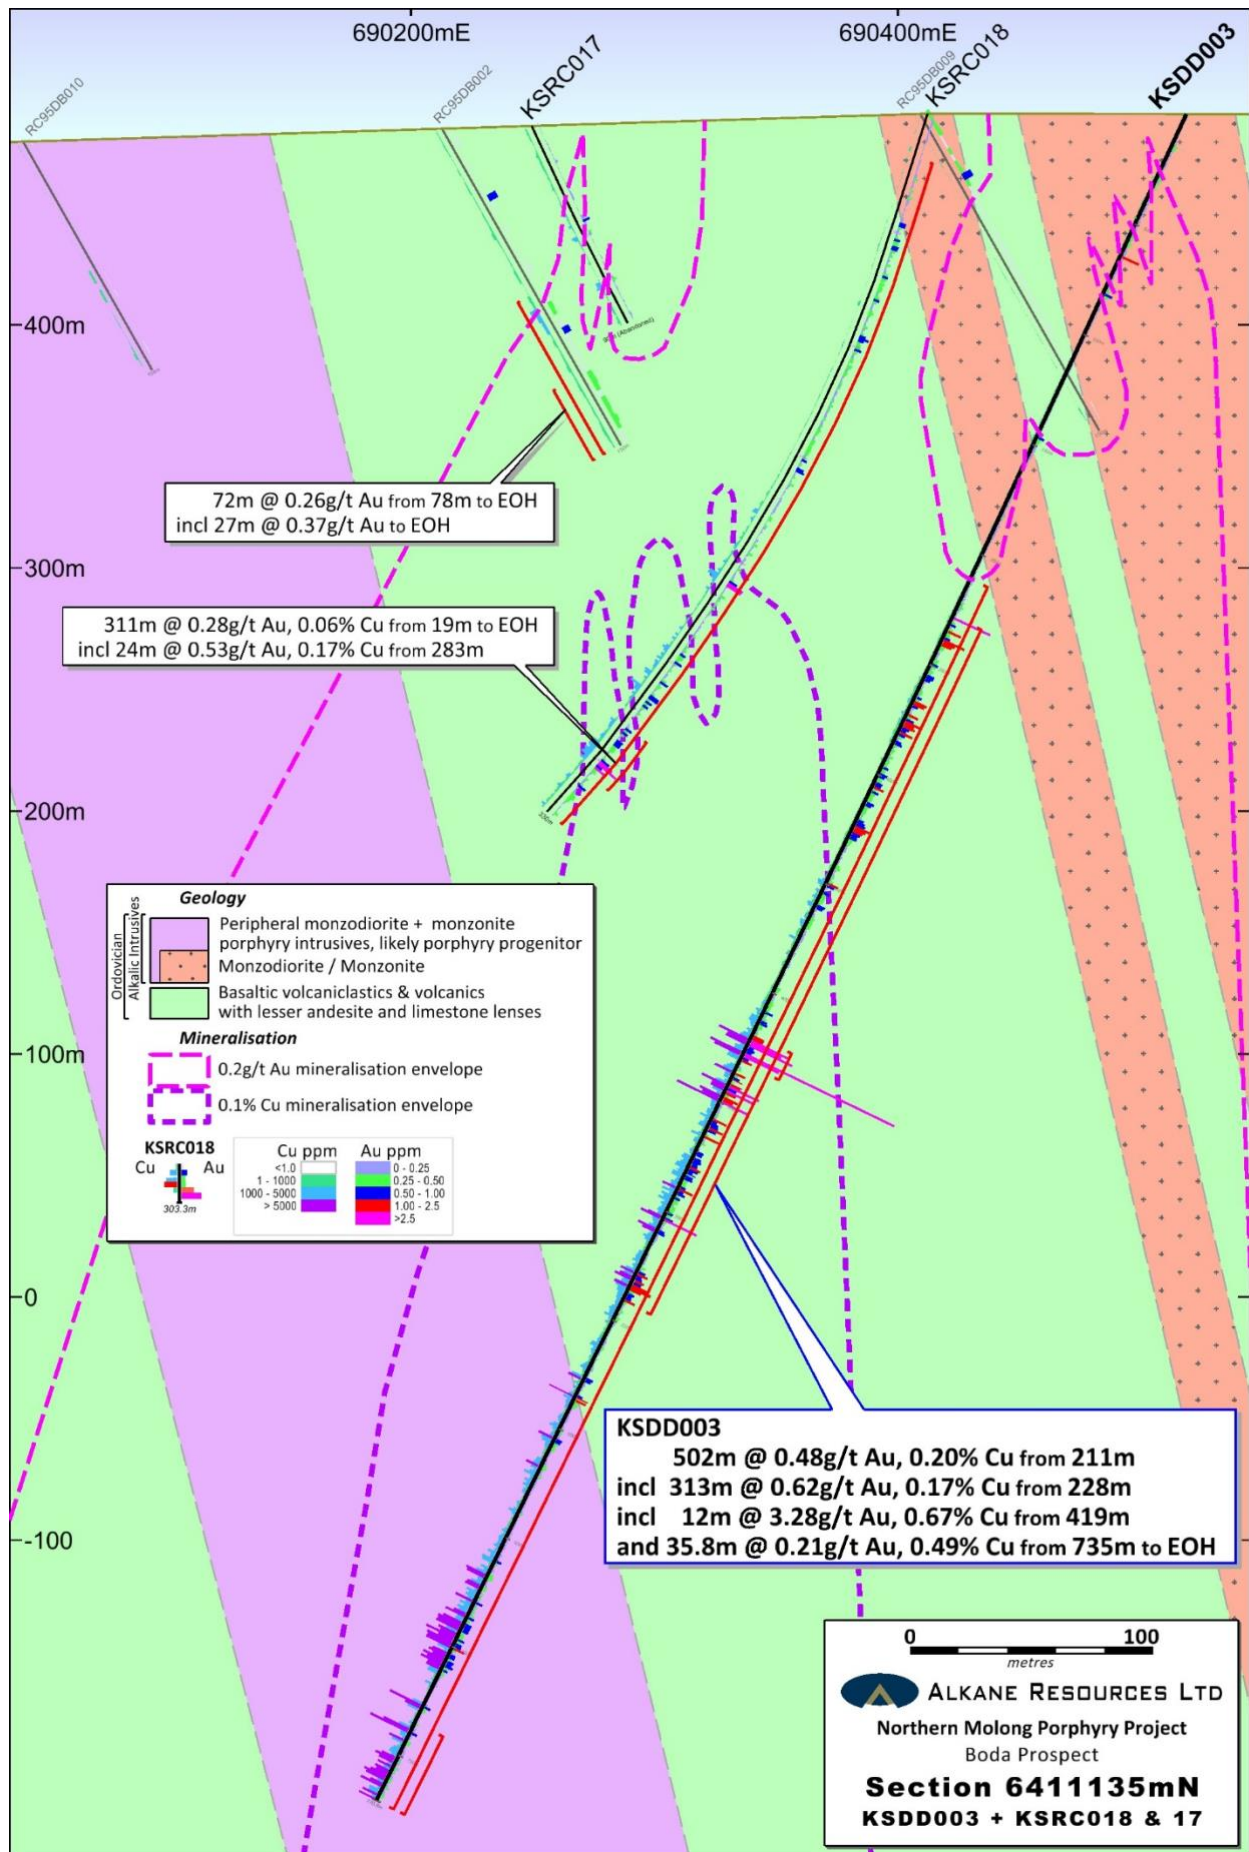 690200mE
690400mE
RC95DB010
RC95DB002
KSRC017
RC95DB009
KSRC018
KSDD003
(Abandoned)
400m
72m @ 0.26g/t Au from 78m to EOH
incl 27m @ 0.37g/t Au to EOH
300m
311m @ 0.28g/t Au, 0.06% Cu from 19m to EOH
incl 24m @ 0.53g/t Au, 0.17% Cu from 283m
200m
330m
Geology
Ordovician
Alkalic Intrusives
Peripheral monzodiorite + monzonite
porphyry intrusives, likely porphyry progenitor
Monzodiorite / Monzonite
Basaltic volcaniclastics & volcanics
with lesser andesite and limestone lenses
Mineralisation
0.2g/t Au mineralisation envelope
0.1% Cu mineralisation envelope
KSRC018
Cu Au
303.3m
Cu ppm Au ppm
<1.0 0 - 0.25
1 - 1000 0.25 - 0.50
1000 - 5000 0.50 - 1.00
> 5000 1.00 - 2.5
>2.5
100m
0
-100
KSDD003
502m @ 0.48g/t Au, 0.20% Cu from 211m
incl 313m @ 0.62g/t Au, 0.17% Cu from 228m
incl 12m @ 3.28g/t Au, 0.67% Cu from 419m
and 35.8m @ 0.21g/t Au, 0.49% Cu from 735m to EOH
0 100
metres
ALKANE RESOURCES LTD
Northern Molong Porphyry Project
Boda Prospect
Section 6411135mN
KSDD003 + KSRC018 & 17